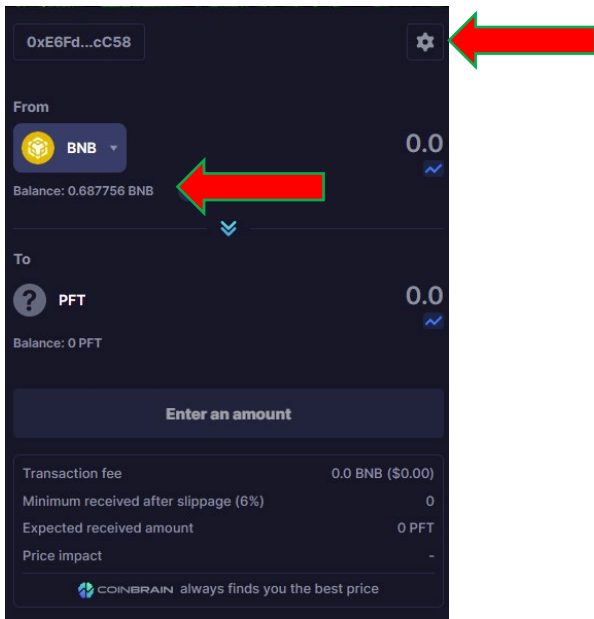 0xE6Fd...cC58
From
BNB
0.0
Balance: 0.687756 BNB
To
? PFT
0.0
Balance: 0 PFT
Enter an amount
Transaction fee 0.0 BNB ($0.00)
Minimum received after slippage (6%) 0
Expected received amount 0 PFT
Price impact -
COINBRAIN always finds you the best price